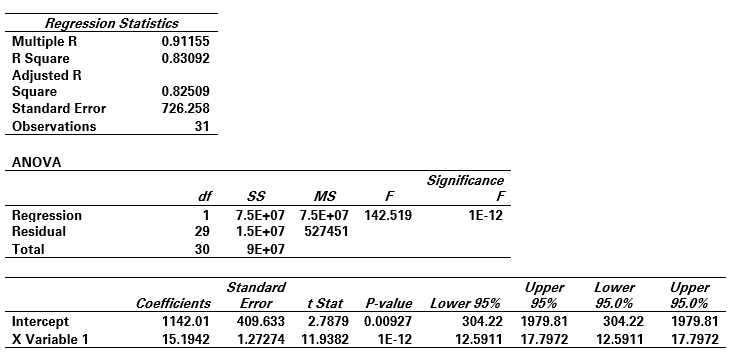 Regression Statistics
Multiple R 0.91155
R Square 0.83092
Adjusted R
Square 0.82509
Standard Error 726.258
Observations 31
ANOVA
Significance
df SS MS F F
Regression 1 7.5E+07 7.5E+07 142.519 1E-12
Residual 29 1.5E+07 527451
Total 30 9E+07
Standard Upper Lower Upper
Coefficients Error t Stat P-value Lower 95% 95% 95.0% 95.0%
Intercept 1142.01 409.633 2.7879 0.00927 304.22 1979.81 304.22 1979.81
X Variable 1 15.1942 1.27274 11.9382 1E-12 12.5911 17.7972 12.5911 17.7972